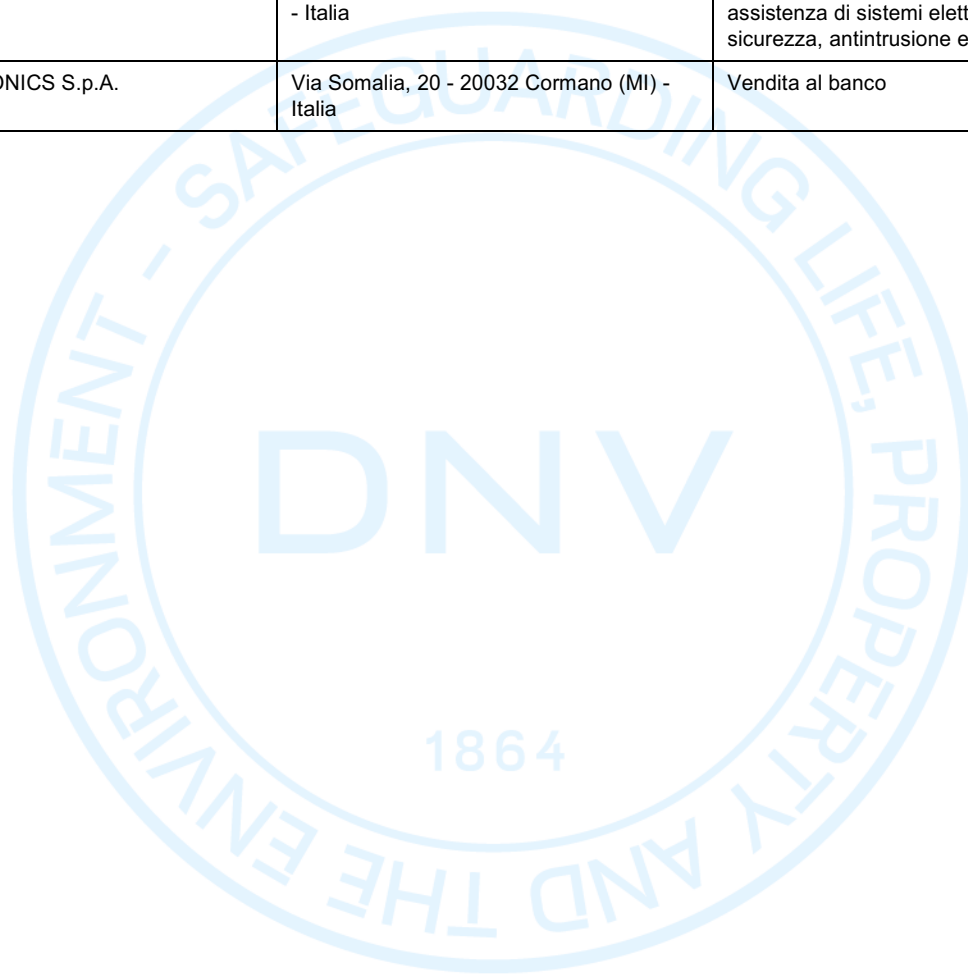 - Italia
assistenza di sistemi elett
sicurezza, antintrusione e
ONICS S.p.A.
Via Somalia, 20 - 20032 Cormano (MI) -
Italia
Vendita al banco
SAFEGUARDING LIFE, PROPERTY AND THE ENVIRONMENT -
DNV
1864